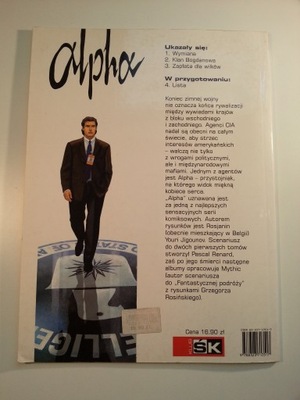 Alpha
Ukazały się:
1. Wymiana
2. Klan Bogdanowa
3. Zapłata dla wilków
W przygotowaniu:
4. Lista
Koniec zimnej wojny
nie oznacza końca rywalizacji
między wywiadami krajów
z bloku wschodniego
i zachodniego. Agenci CIA
nadal są obecni na całym
świecie, aby strzec
interesów amerykańskich
- walczą nie tylko
z wrogami politycznymi,
ale i międzynarodowymi
mafiami. Jednym z agentów
jest Alpha - przystojniak,
na którego widok miękną
kobiece serca.
"Alpha" uznawana jest
za jedną z najlepszych
sensacyjnych serii
komiksowych. Autorem
rysunków jest Rosjanin
(obecnie mieszkający w Belgii)
Youri Jigounov. Scenariusz
do dwóch pierwszych tomów
stworzył Pascal Renard,
zaś po jego śmierci następne
albumy opracowuje Mythic
(autor scenariusza
do „Fantastycznej podróży"
z rysunkami Grzegorza
Rosińskiego).
Cena 16,90 zł
SK
ELLIGE